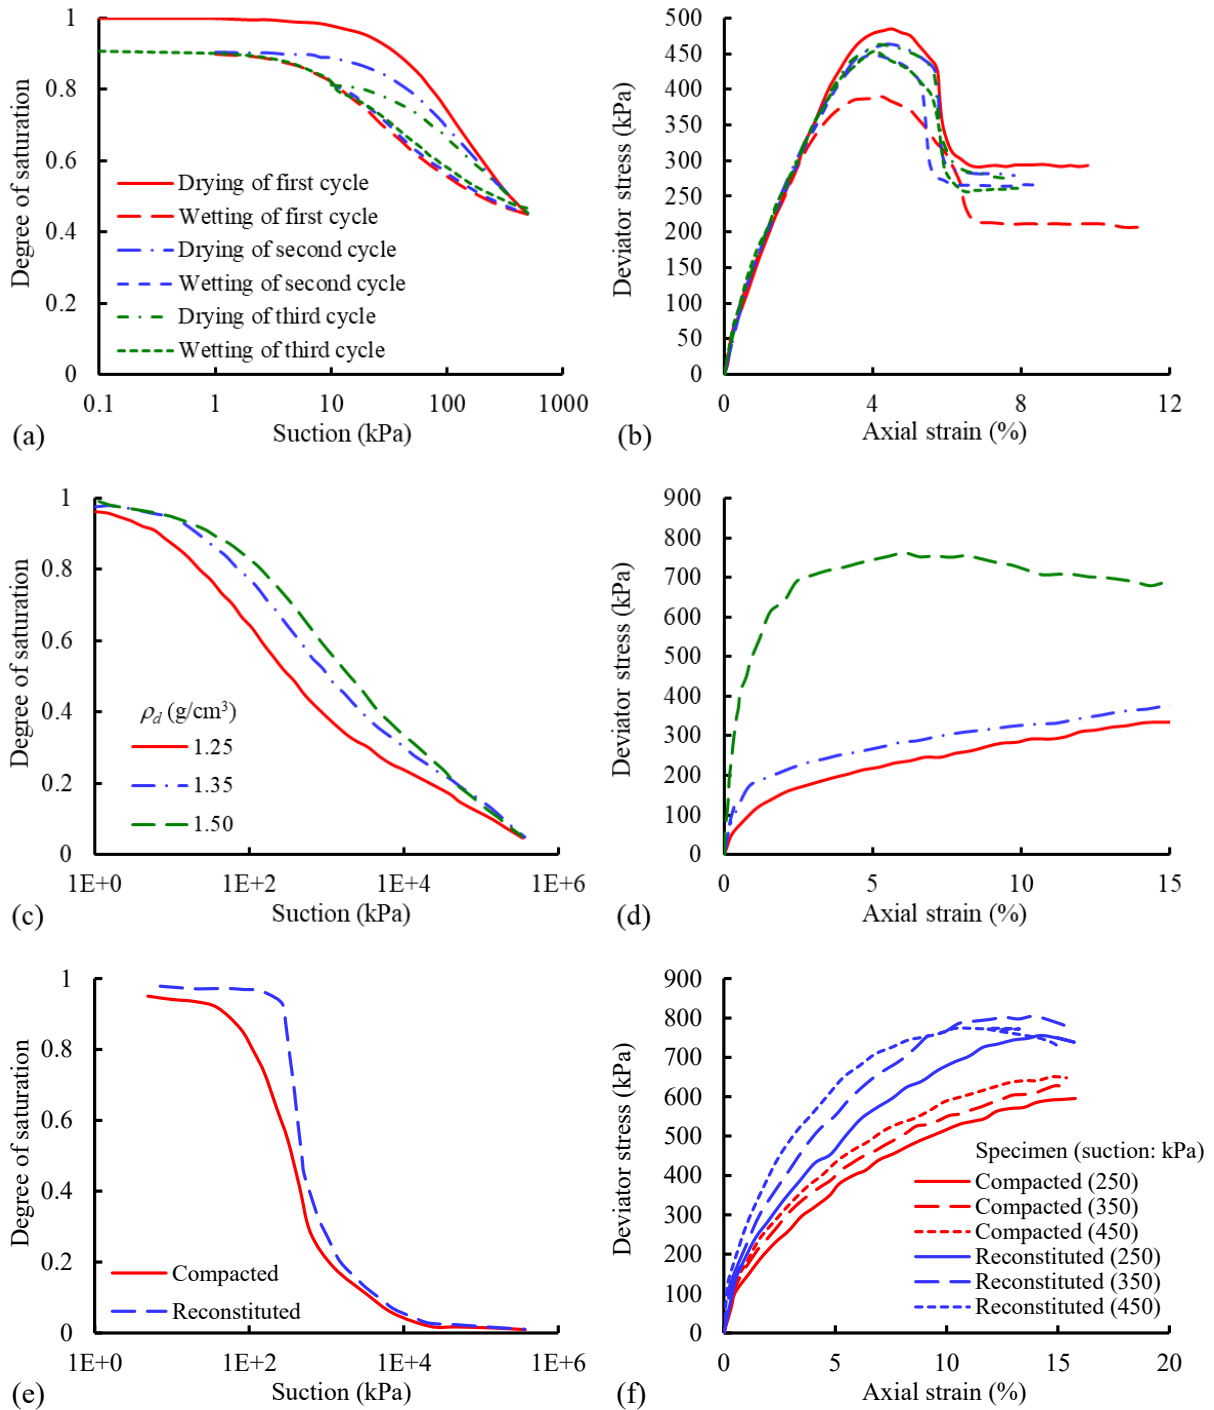 1
0.8
0.6
0.4
0.2
0
Degree of saturation
Drying of first cycle
Wetting of first cycle
Drying of second cycle
Wetting of second cycle
Drying of third cycle
Wetting of third cycle
0.1 1 10 100 1000
Suction (kPa)
(a)
500
450
400
350
300
250
200
150
100
50
0
Deviator stress (kPa)
0 4 8 12
Axial strain (%)
(b)
1
0.8
0.6
0.4
0.2
0
Degree of saturation
ρd (g/cm³)
1.25
1.35
1.50
1E+0 1E+2 1E+4 1E+6
Suction (kPa)
(c)
900
800
700
600
500
400
300
200
100
0
Deviator stress (kPa)
0 5 10 15
Axial strain (%)
(d)
1
0.8
0.6
0.4
0.2
0
Degree of saturation
Compacted
Reconstituted
1E+0 1E+2 1E+4 1E+6
Suction (kPa)
(e)
900
800
700
600
500
400
300
200
100
0
Deviator stress (kPa)
Specimen (suction: kPa)
Compacted (250)
Compacted (350)
Compacted (450)
Reconstituted (250)
Reconstituted (350)
Reconstituted (450)
0 5 10 15 20
Axial strain (%)
(f)